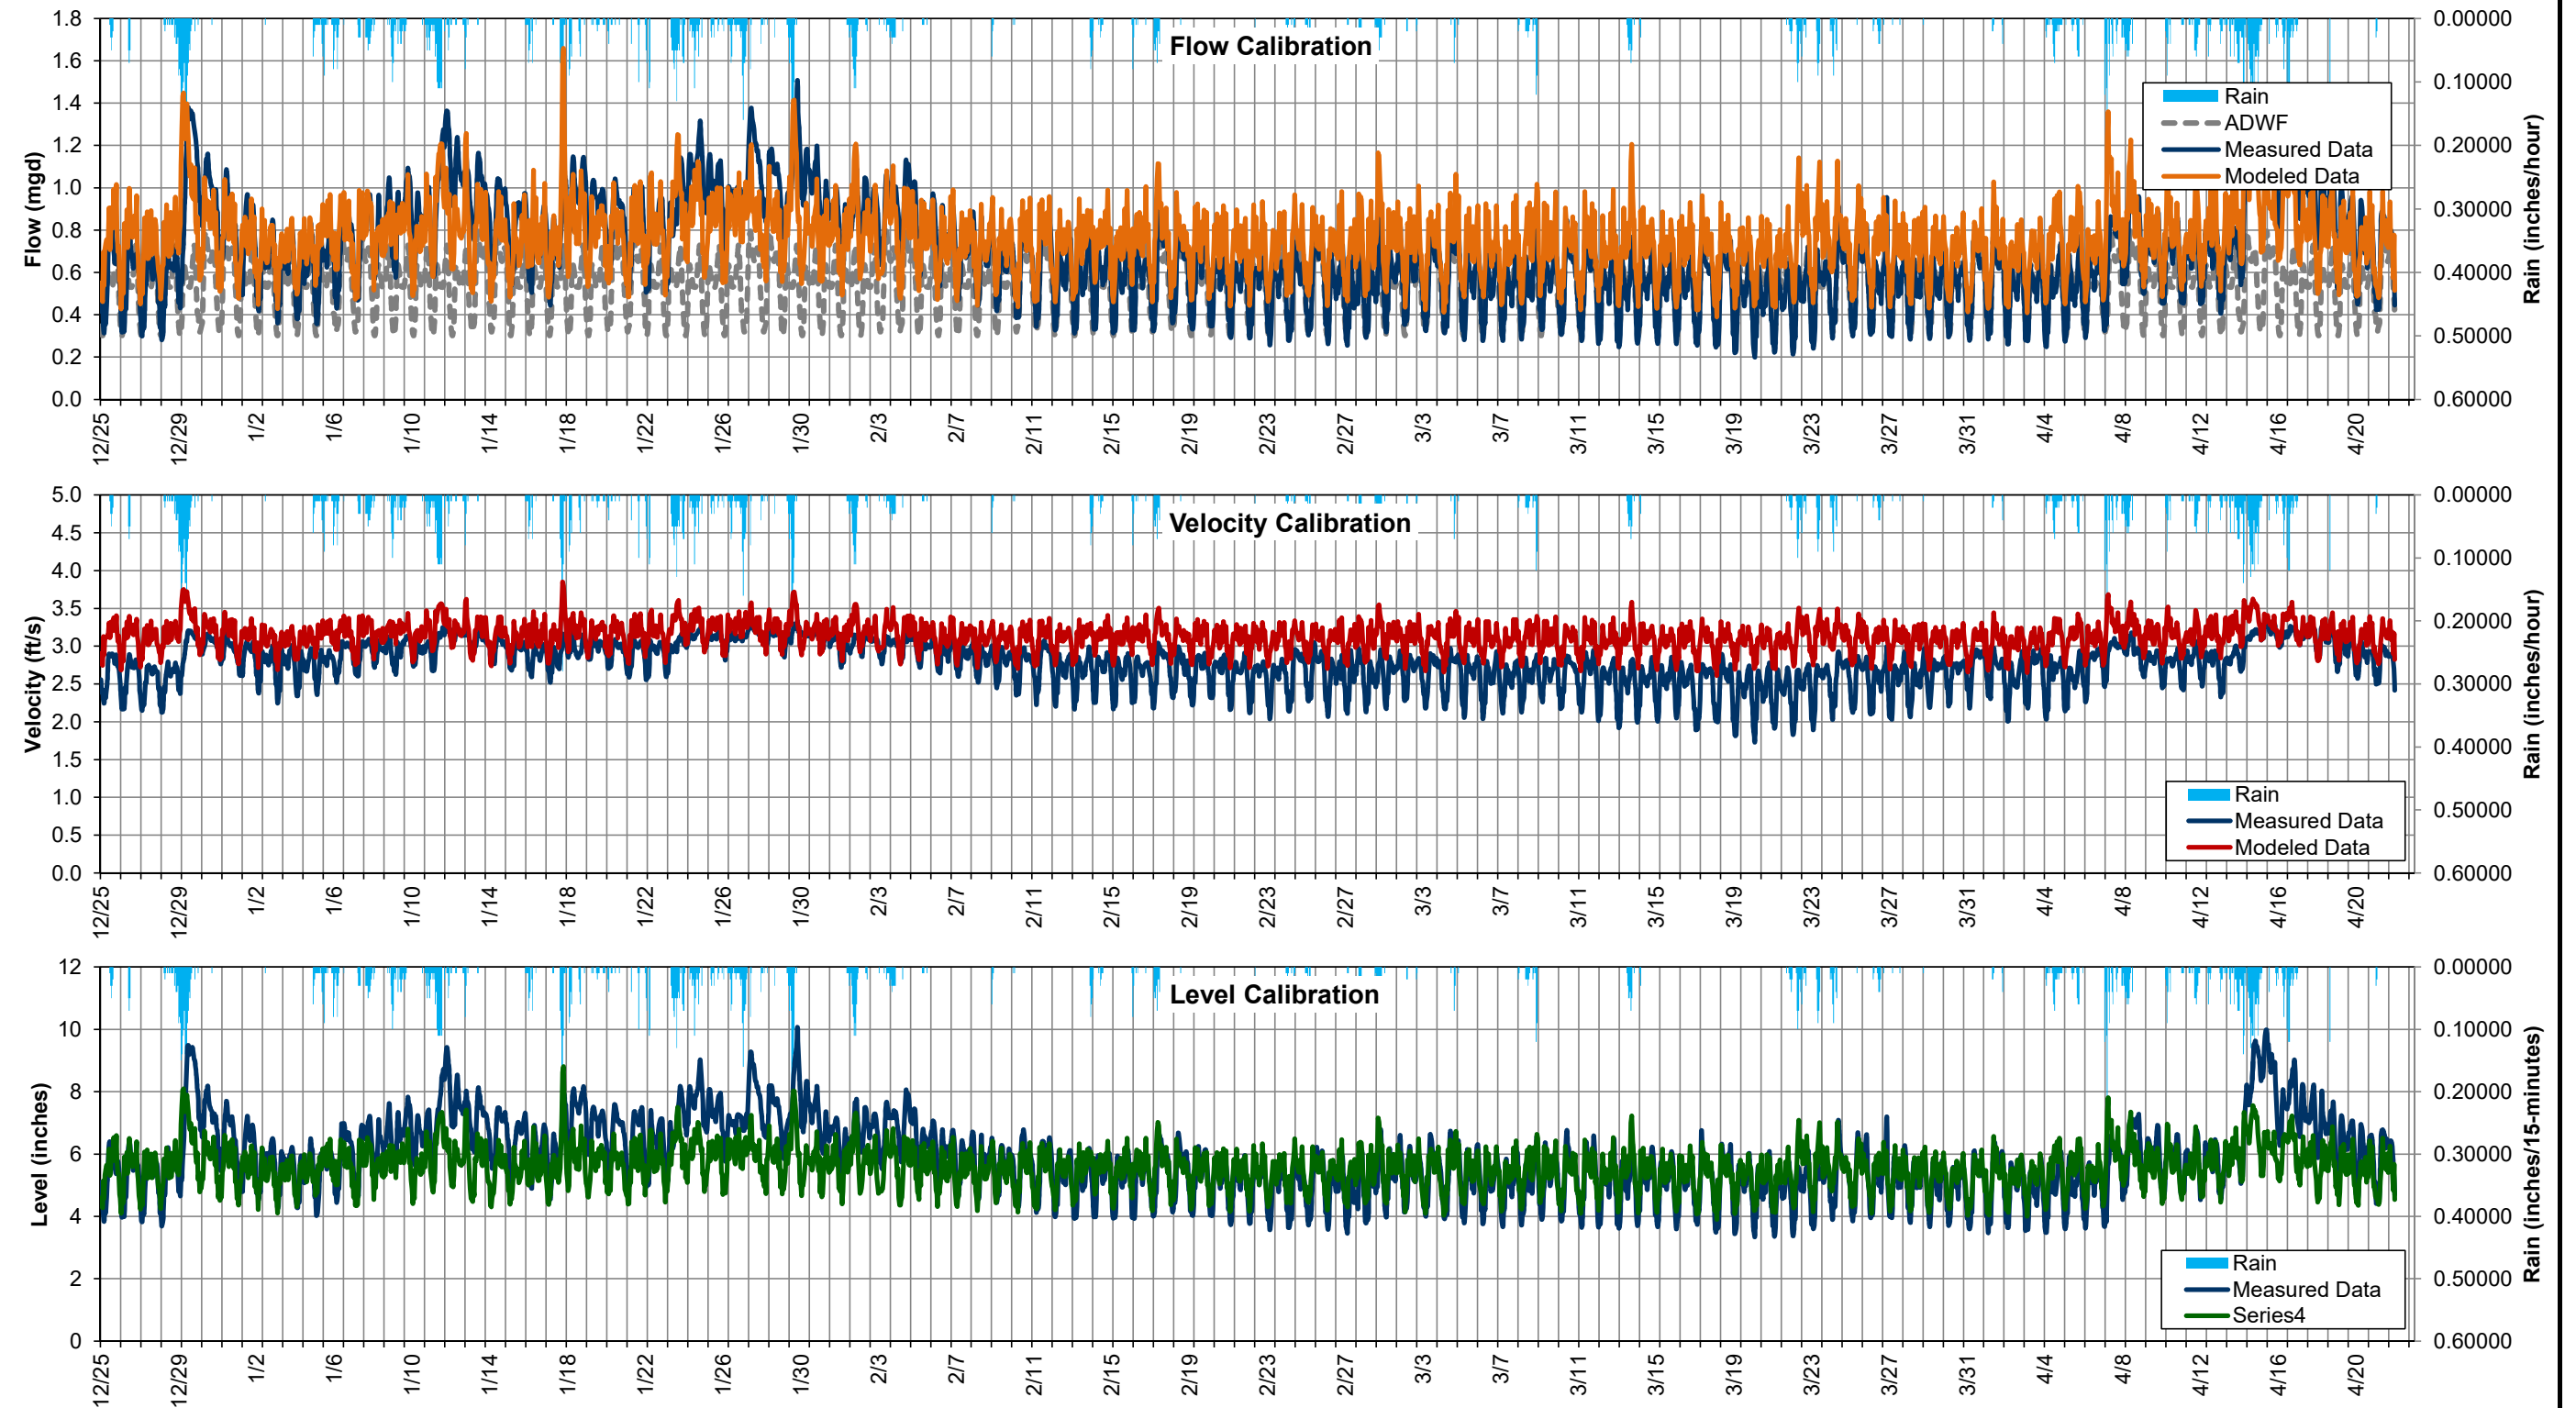 Flow Calibration
Flow (mgd)
1.8
1.6
1.4
1.2
1.0
0.8
0.6
0.4
0.2
0.0
0.00000
0.10000
0.20000
0.30000
0.40000
0.50000
0.60000
Rain (inches/hour)
Rain
ADWF
Measured Data
Modeled Data
12/25 12/29 1/2 1/6 1/10 1/14 1/18 1/22 1/26 1/30 2/3 2/7 2/11 2/15 2/19 2/23 2/27 3/3 3/7 3/11 3/15 3/19 3/23 3/27 3/31 4/4 4/8 4/12 4/16 4/20
Velocity Calibration
Velocity (ft/s)
5.0
4.5
4.0
3.5
3.0
2.5
2.0
1.5
1.0
0.5
0.0
0.00000
0.10000
0.20000
0.30000
0.40000
0.50000
0.60000
Rain (inches/hour)
Rain
Measured Data
Modeled Data
12/25 12/29 1/2 1/6 1/10 1/14 1/18 1/22 1/26 1/30 2/3 2/7 2/11 2/15 2/19 2/23 2/27 3/3 3/7 3/11 3/15 3/19 3/23 3/27 3/31 4/4 4/8 4/12 4/16 4/20
Level Calibration
Level (inches)
12
10
8
6
4
2
0
0.00000
0.10000
0.20000
0.30000
0.40000
0.50000
0.60000
Rain (inches/15-minutes)
Rain
Measured Data
Series4
12/25 12/29 1/2 1/6 1/10 1/14 1/18 1/22 1/26 1/30 2/3 2/7 2/11 2/15 2/19 2/23 2/27 3/3 3/7 3/11 3/15 3/19 3/23 3/27 3/31 4/4 4/8 4/12 4/16 4/20